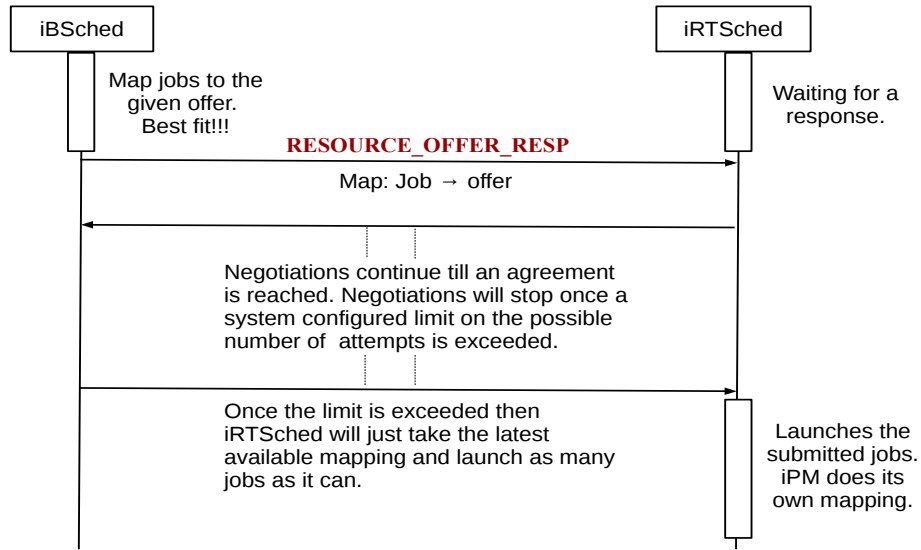 iBSched
iRTSched
Map jobs to the
given offer.
Best fit!!!
Waiting for a
response.
RESOURCE_OFFER_RESP
Map: Job → offer
Negotiations continue till an agreement
is reached. Negotiations will stop once a
system configured limit on the possible
number of attempts is exceeded.
Once the limit is exceeded then
iRTSched will just take the latest
available mapping and launch as many
jobs as it can.
Launches the
submitted jobs.
iPM does its
own mapping.